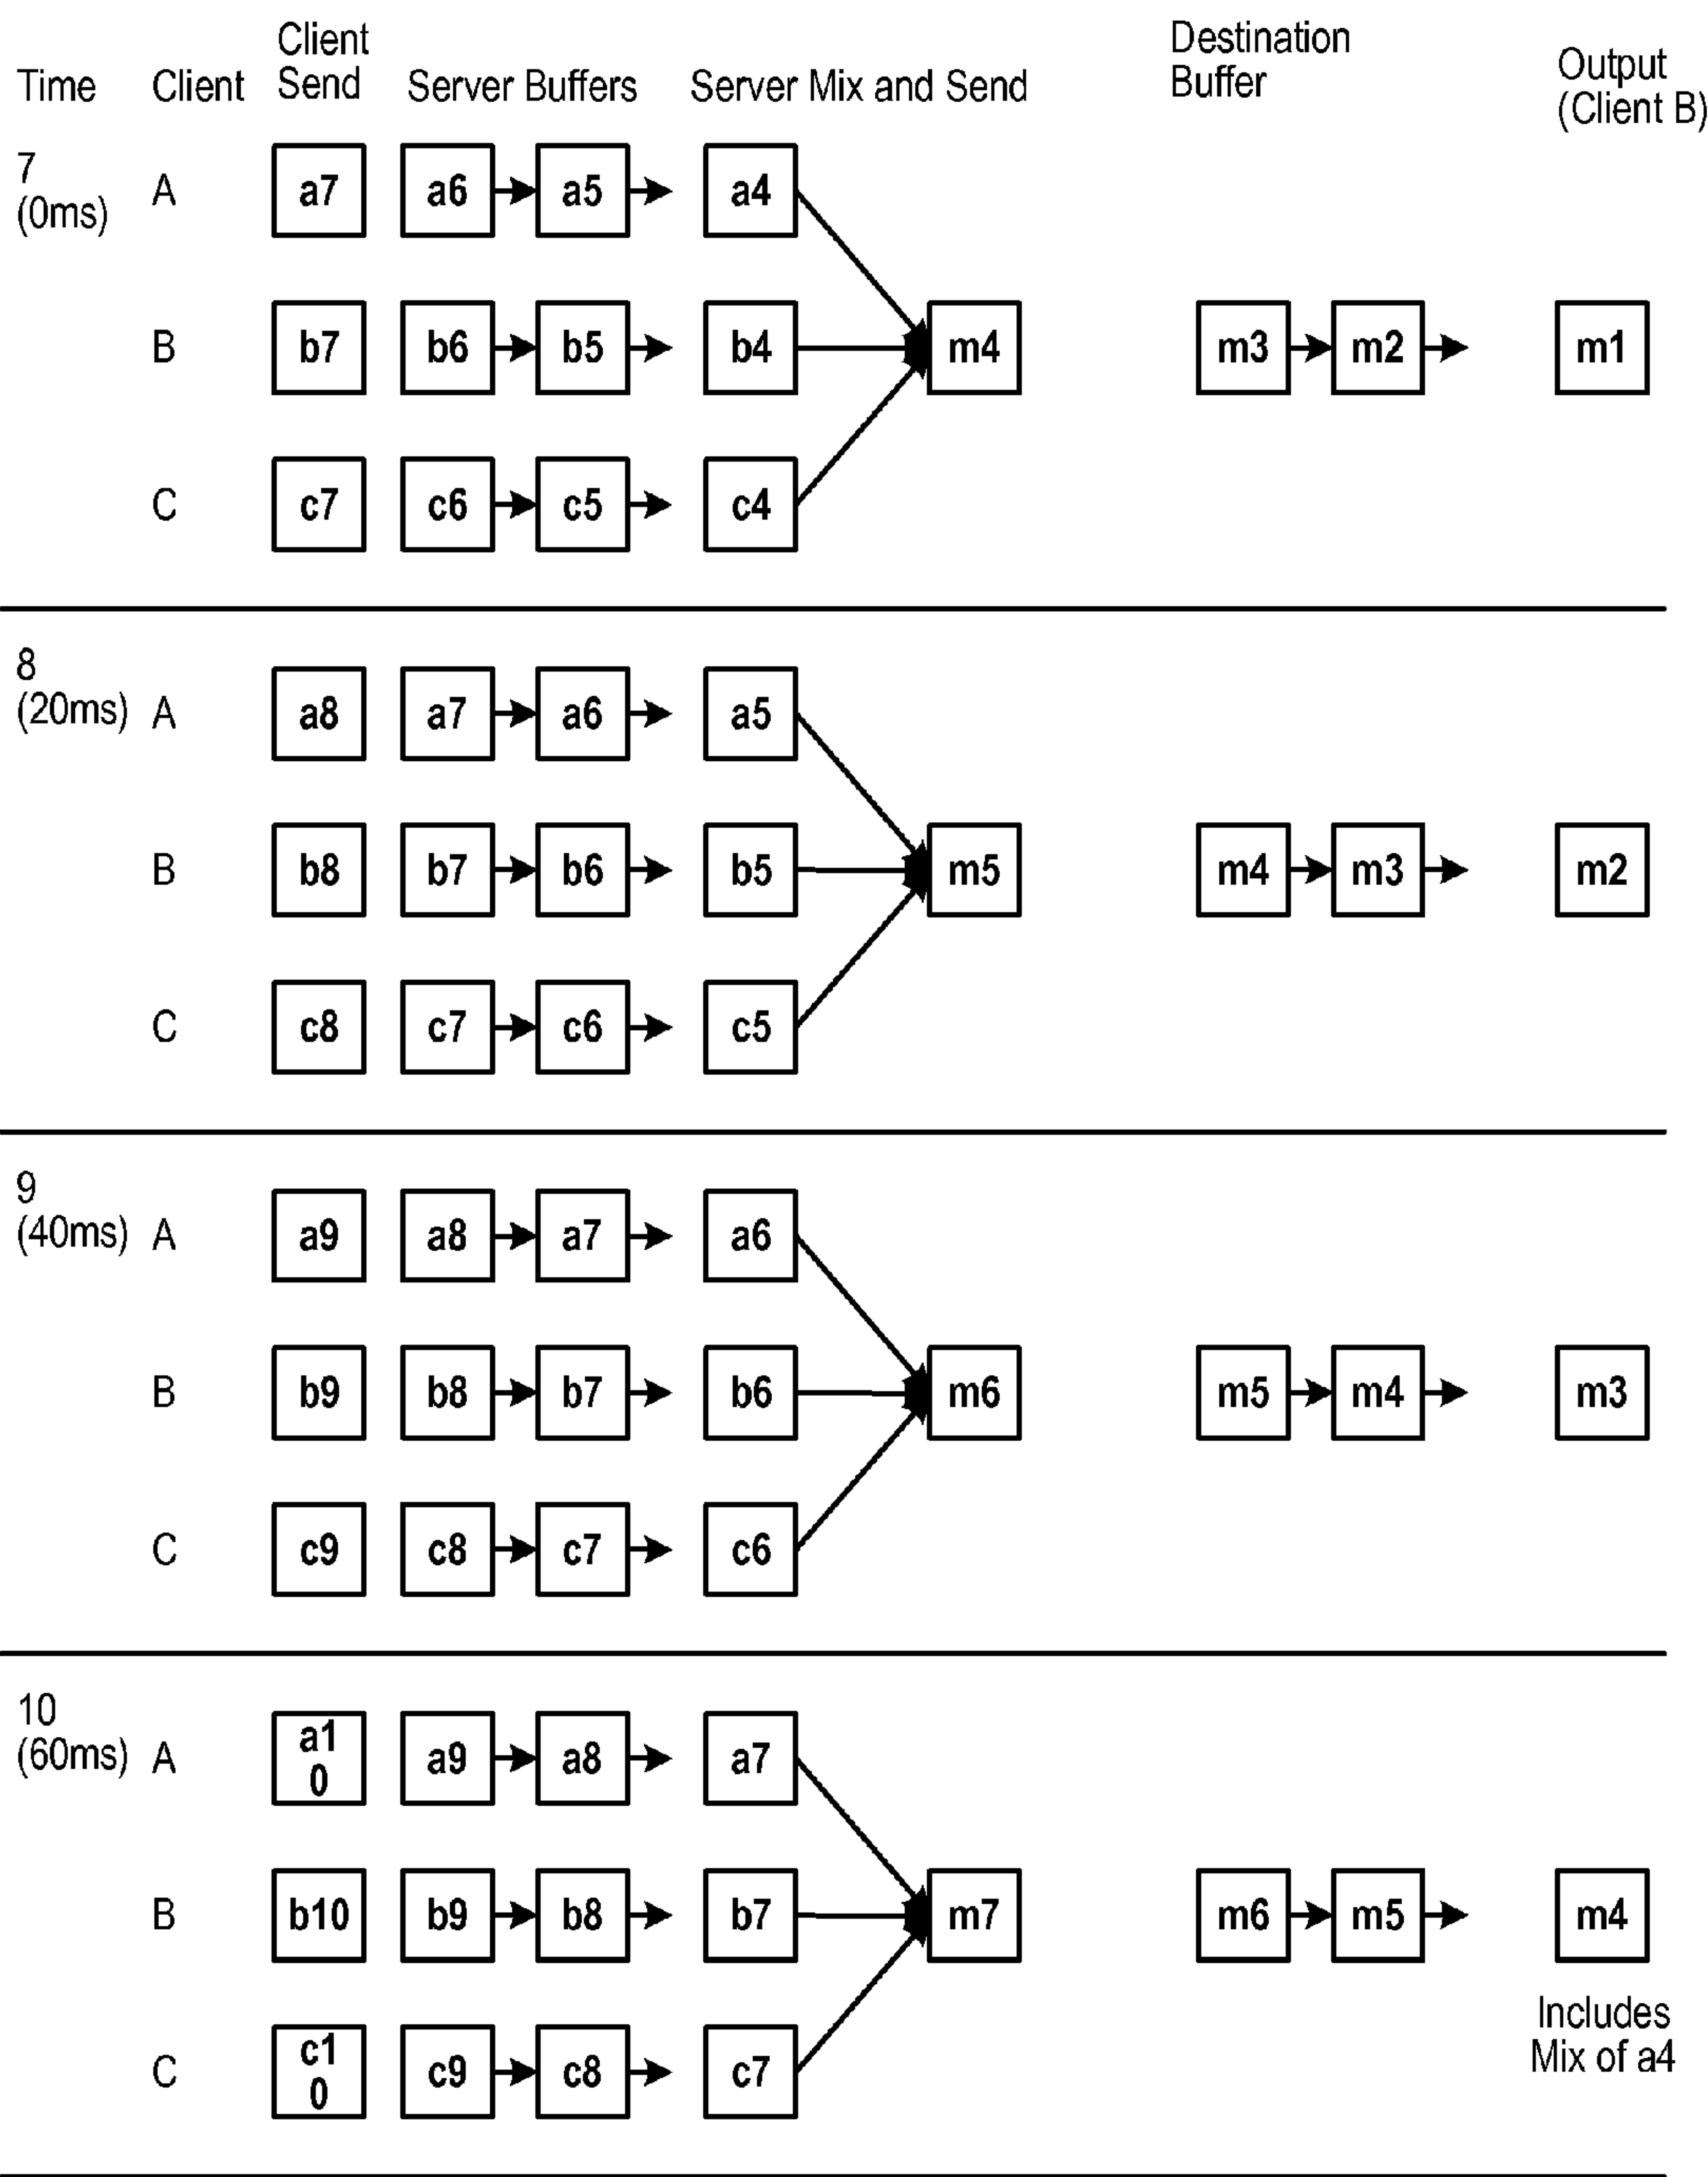 Time Client Client Send Server Buffers Server Mix and Send Destination Buffer Output (Client B)
7
(0ms)
A a7 a6 a5 a4
B b7 b6 b5 b4 m4 m3 m2 m1
C c7 c6 c5 c4
8
(20ms) A a8 a7 a6 a5
B b8 b7 b6 b5 m5 m4 m3 m2
C c8 c7 c6 c5
9
(40ms) A a9 a8 a7 a6
B b9 b8 b7 b6 m6 m5 m4 m3
C c9 c8 c7 c6
10
(60ms) A a10 a9 a8 a7
B b10 b9 b8 b7 m7 m6 m5 m4
Includes
Mix of a4
C c10 c9 c8 c7